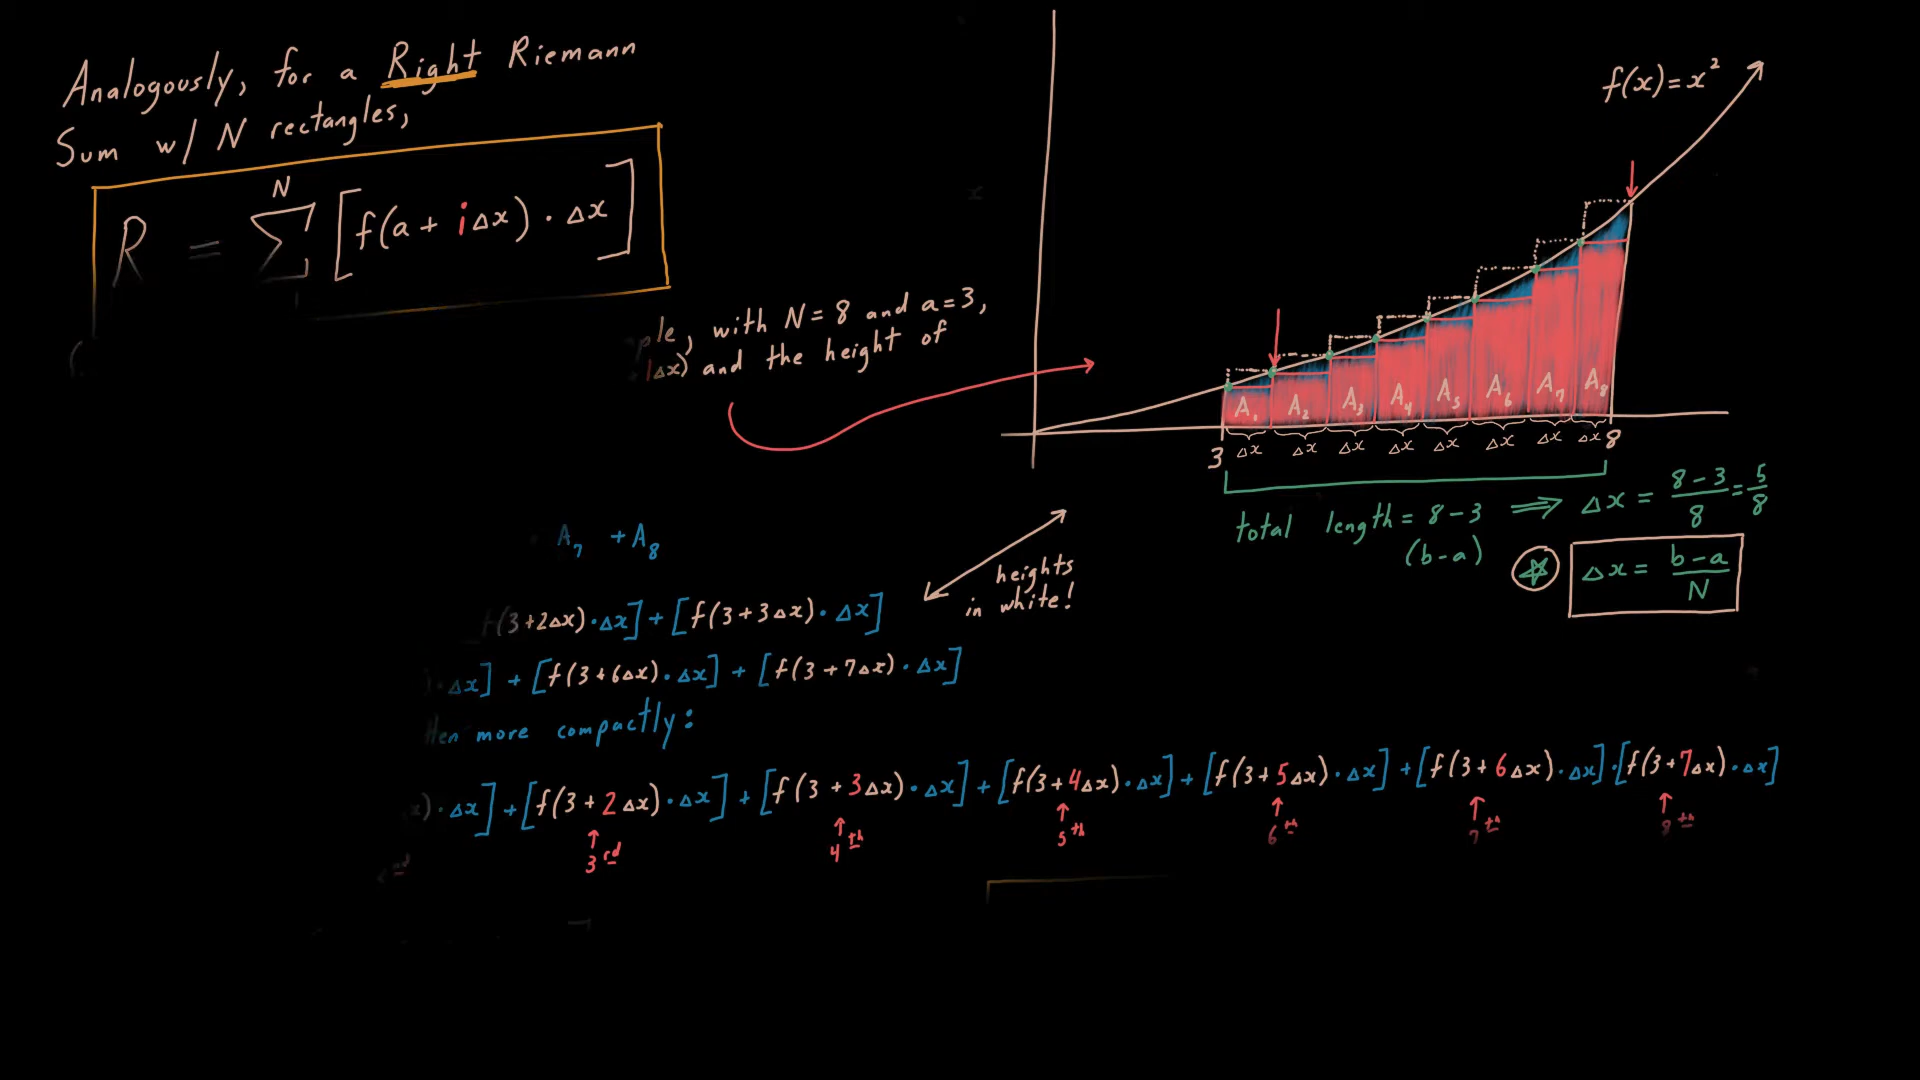 Analogously, for a Right Riemann
Sum w/ N rectangles,
N
R = Σ [f(a + iΔx) · Δx]
with N = 8 and a = 3,
Δx) and the height of
f(x) = x²
A₁ A₂ A₃ A₄ A₅ A₆ A₇ A₈
3 Δx Δx Δx Δx Δx Δx Δx Δx 8
total length = 8 - 3 ⟹ Δx = (8 - 3)/8 = 5/8
(b - a)
Δx = (b - a)/N
A₇ + A₈
heights
in white!
f(3 + 2Δx) · Δx] + [f(3 + 3Δx) · Δx]
) · Δx] + [f(3 + 6Δx) · Δx] + [f(3 + 7Δx) · Δx]
more compactly:
) · Δx] + [f(3 + 2Δx) · Δx] + [f(3 + 3Δx) · Δx] + [f(3 + 4Δx) · Δx] + [f(3 + 5Δx) · Δx] + [f(3 + 6Δx) · Δx] · [f(3 + 7Δx) · Δx]
3rd 4th 5th 6th 7th 8th